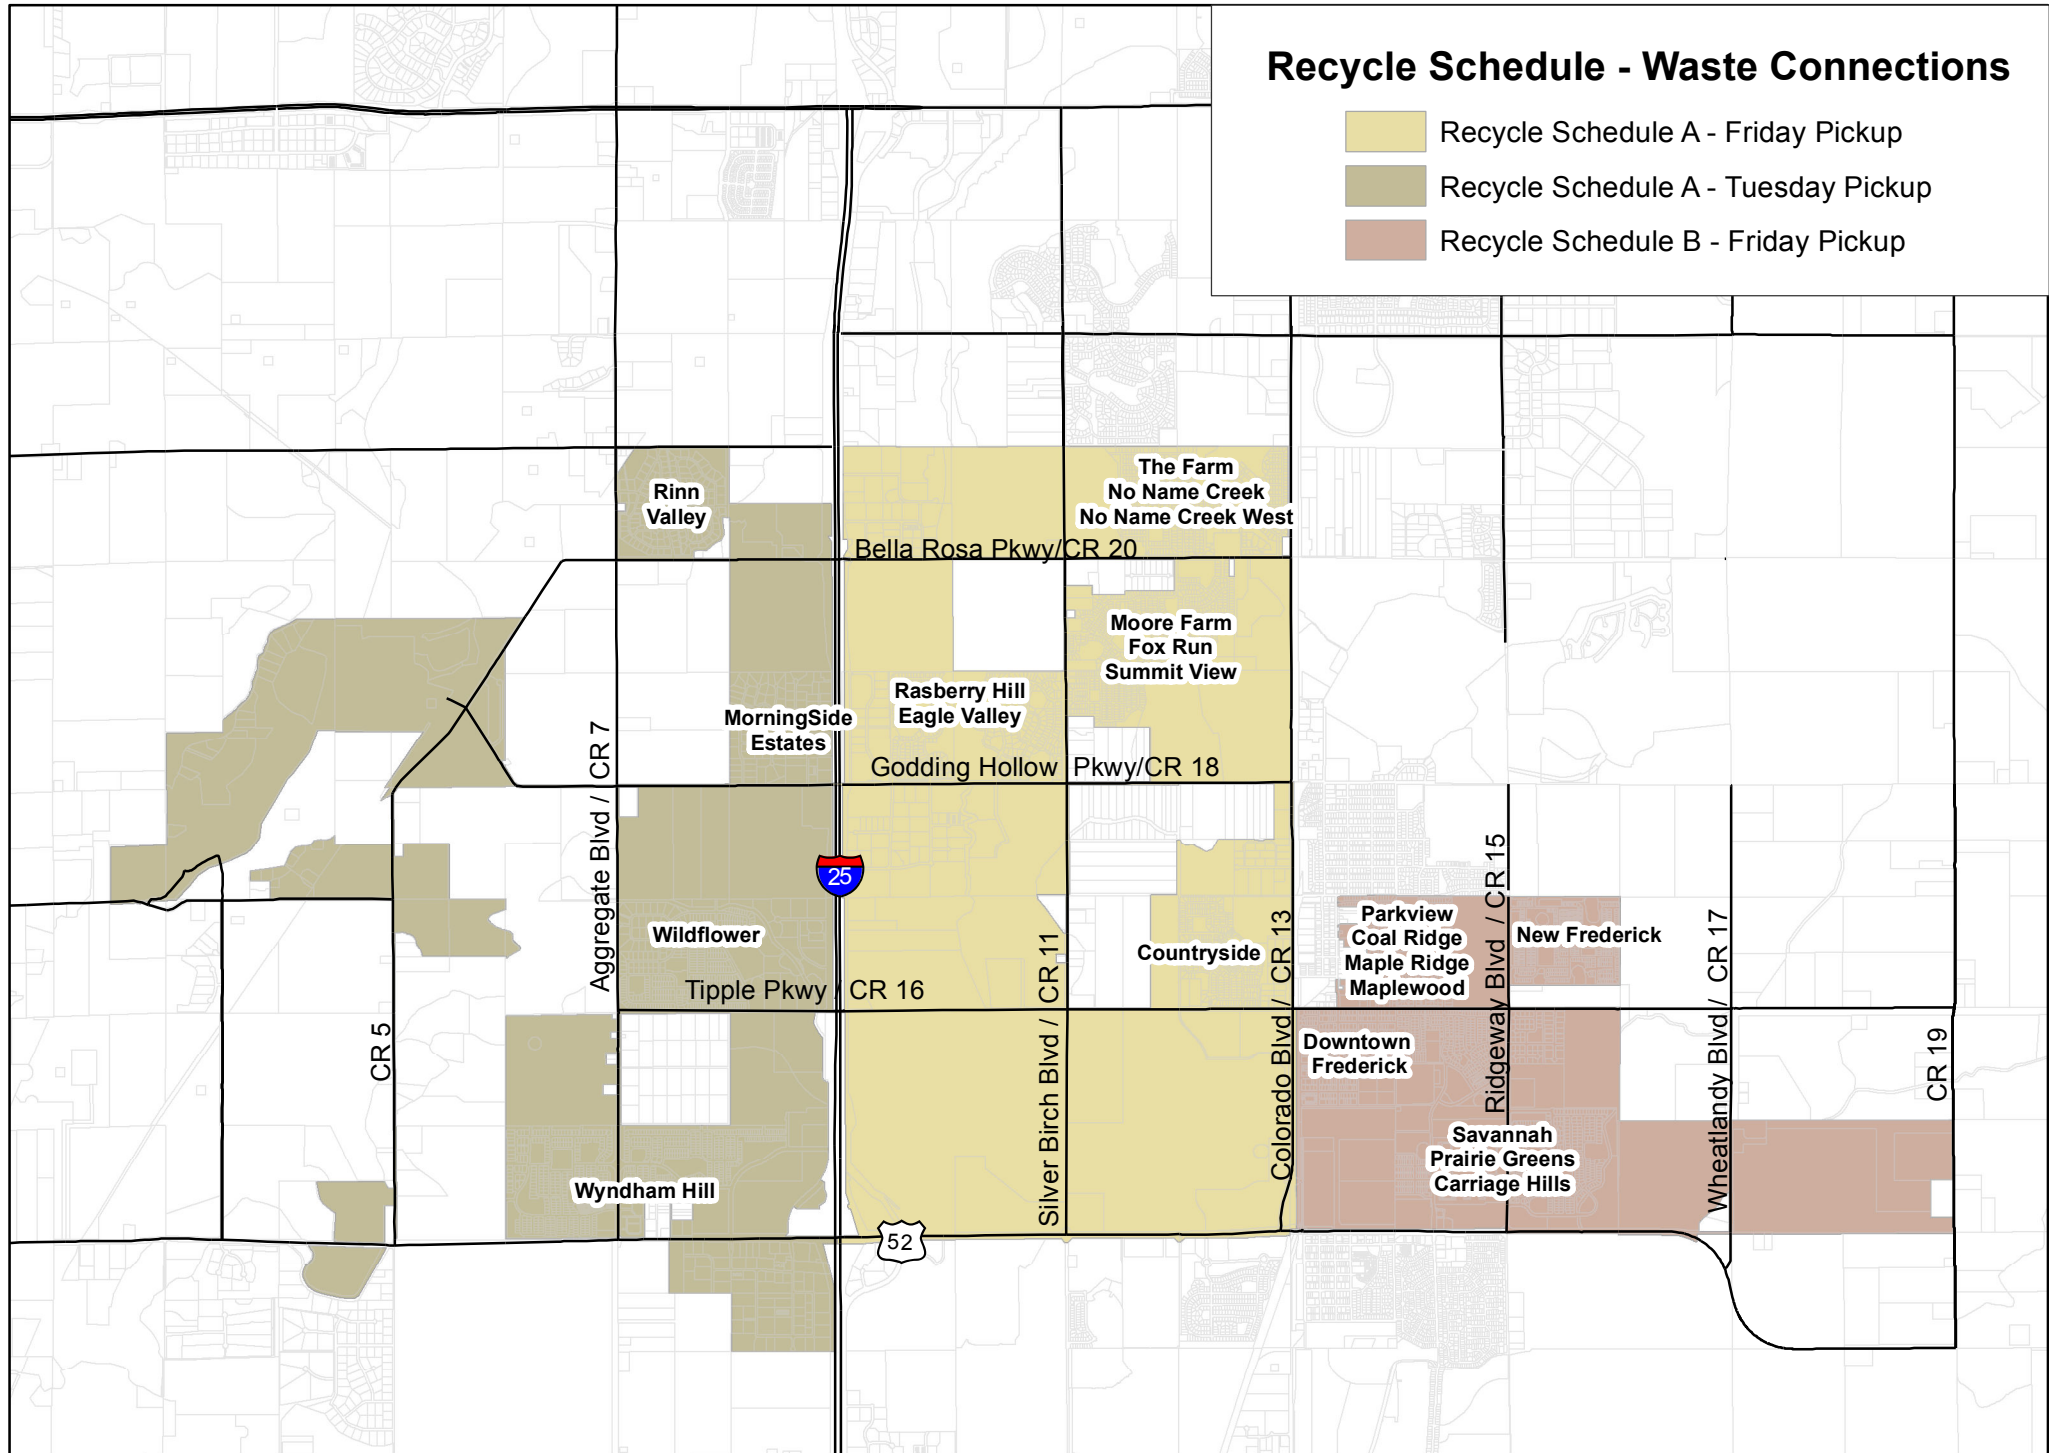 Recycle Schedule - Waste Connections
Recycle Schedule A - Friday Pickup
Recycle Schedule A - Tuesday Pickup
Recycle Schedule B - Friday Pickup
Rinn
Valley
The Farm
No Name Creek
No Name Creek West
Bella Rosa Pkwy/CR 20
Moore Farm
Fox Run
Summit View
Rasberry Hill
Eagle Valley
MorningSide
Estates
Godding Hollow Pkwy/CR 18
Aggregate Blvd / CR 7
25
Wildflower
Countryside
Parkview
Coal Ridge
Maple Ridge
Maplewood
New Frederick
Tipple Pkwy / CR 16
CR 5
Silver Birch Blvd / CR 11
Colorado Blvd / CR 13
Ridgeway Blvd / CR 15
Wheatlandy Blvd / CR 17
CR 19
Downtown
Frederick
Savannah
Prairie Greens
Carriage Hills
Wyndham Hill
52